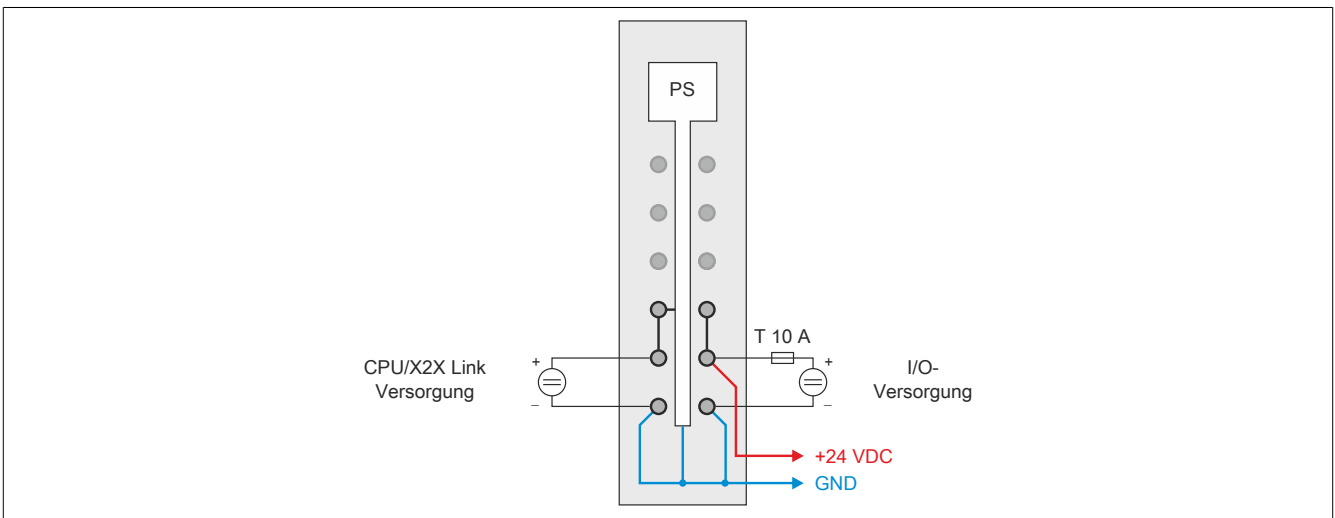 PS
T 10 A
CPU/X2X Link
Versorgung
+
–
+
–
I/O-
Versorgung
+24 VDC
GND